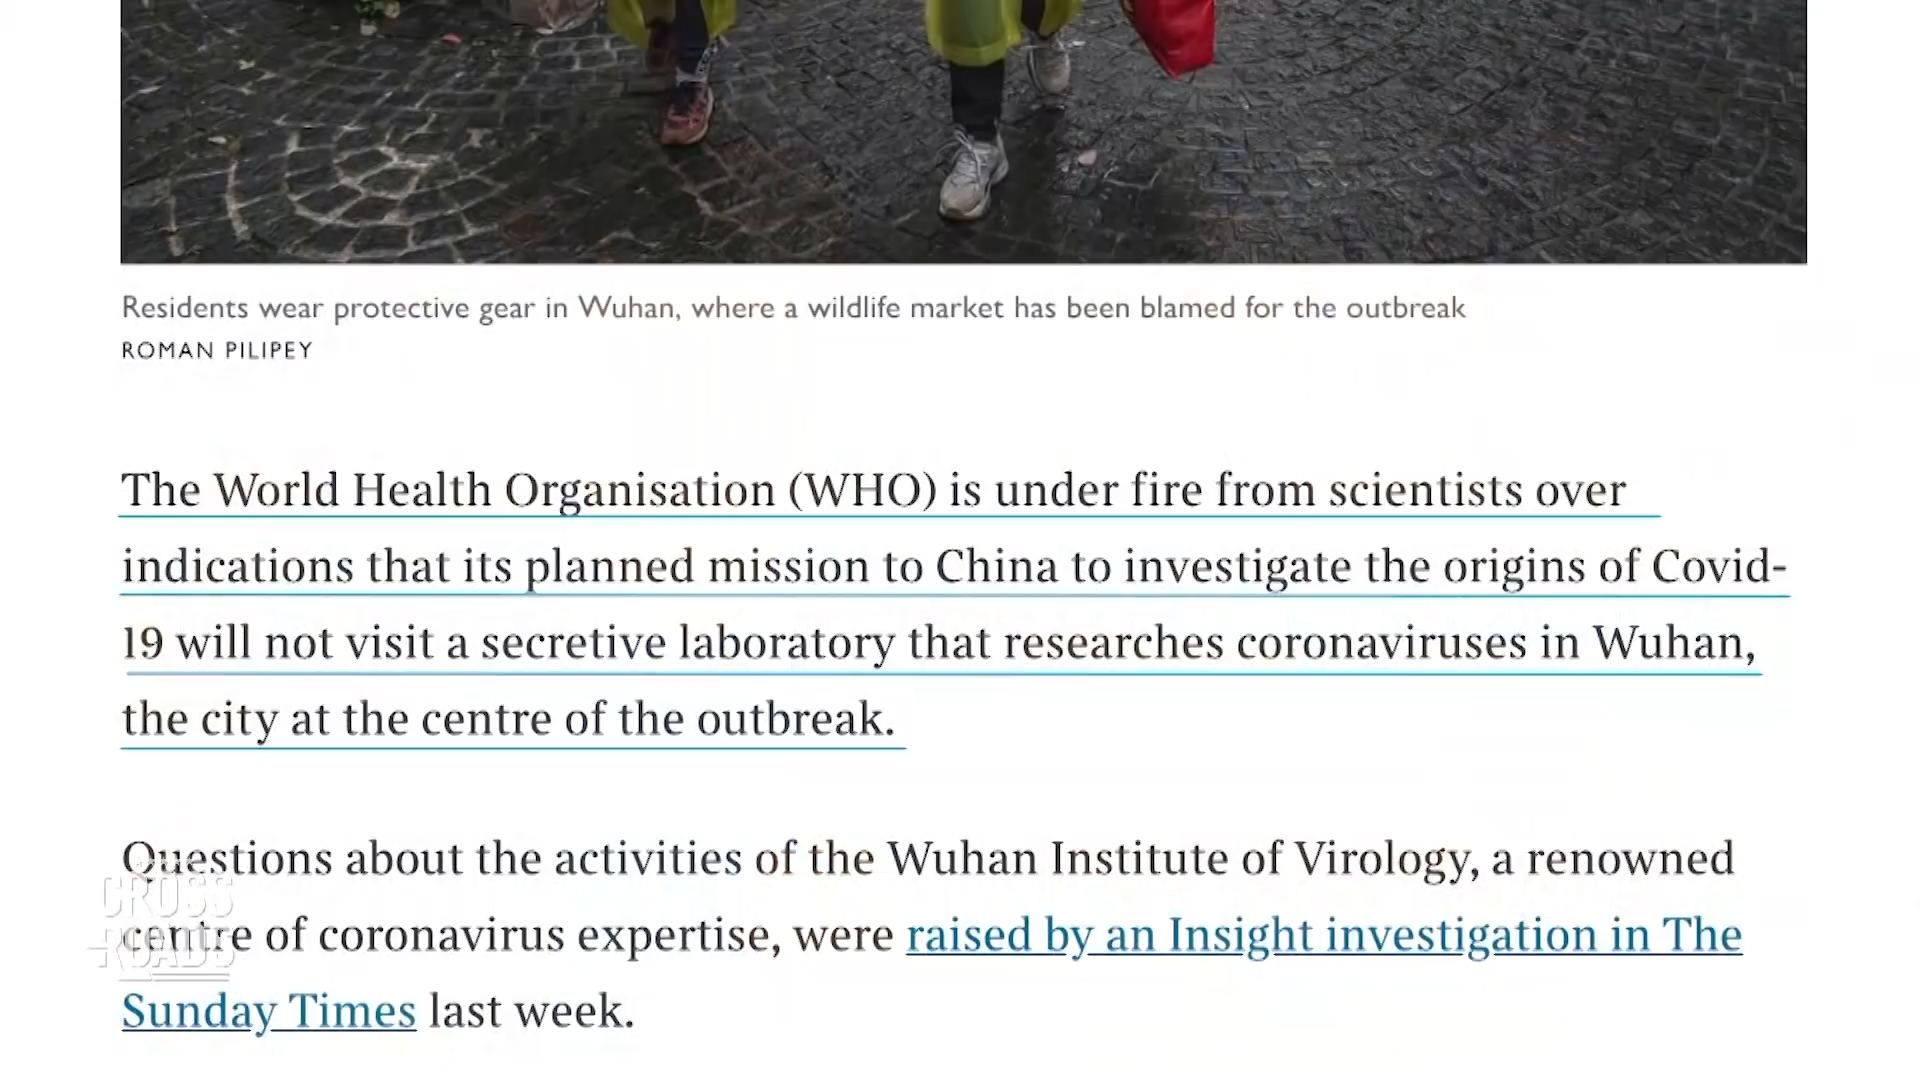 Residents wear protective gear in Wuhan, where a wildlife market has been blamed for the outbreak
ROMAN PILIPEY
The World Health Organisation (WHO) is under fire from scientists over
indications that its planned mission to China to investigate the origins of Covid-
19 will not visit a secretive laboratory that researches coronaviruses in Wuhan,
the city at the centre of the outbreak.
Questions about the activities of the Wuhan Institute of Virology, a renowned
centre of coronavirus expertise, were raised by an Insight investigation in The
Sunday Times last week.
CROSS
ROADS